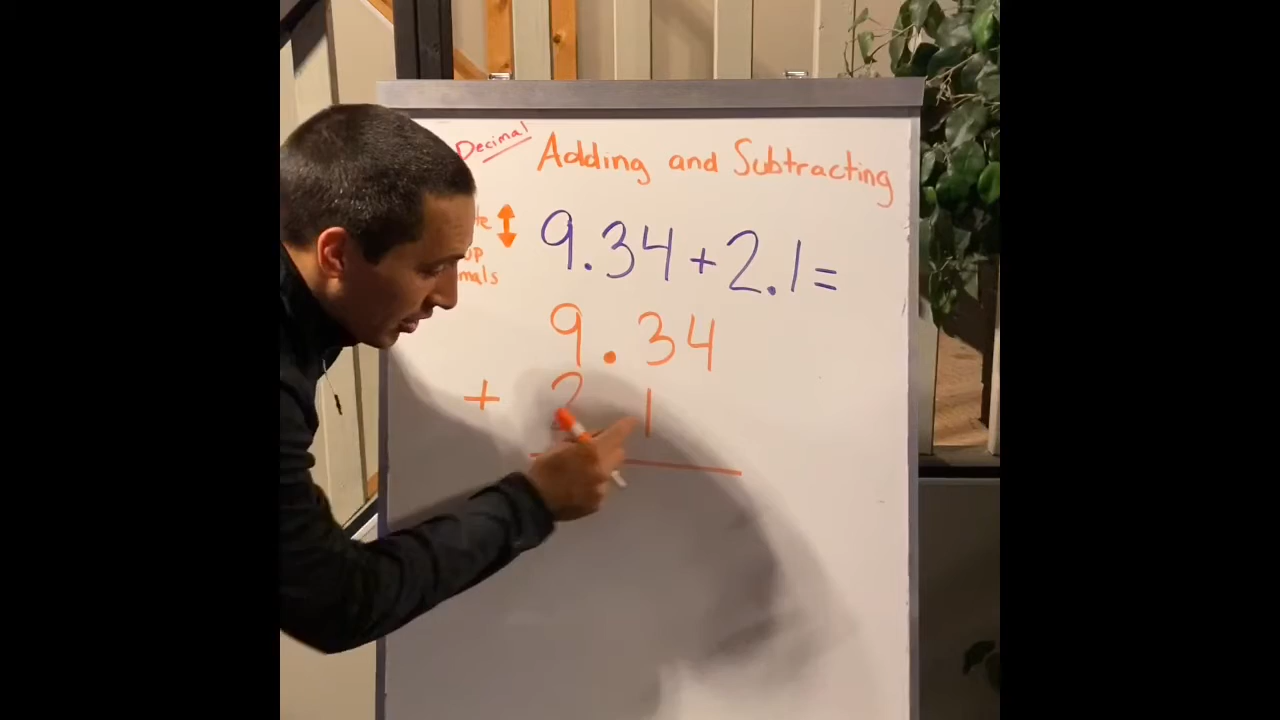 Decimal
Adding and Subtracting
9.34+2.1=
9.34
+ 2 1